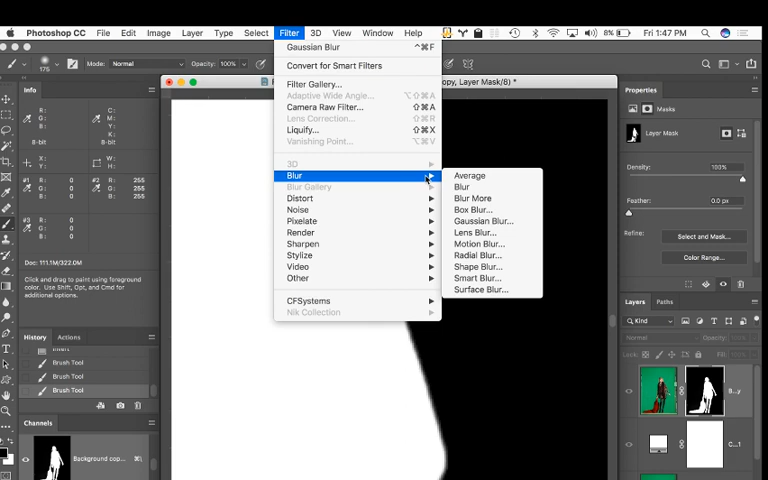 Photoshop CC File Edit Image Layer Type Select Filter 3D View Window Help 8% Fri 1:47 PM
175 Mode: Normal Opacity: 100%
opy, Layer Mask/8) *
Info
R: C:
G: M:
B: Y:
K:
8-bit 8-bit
X: W:
Y: H:
#1 R: 0 #2 R: 255
G: 0 G: 255
B: 0 B: 255
#3 R: 0
G: 0
B: 0
Doc: 111.1M/322.0M
Click and drag to paint using foreground
color. Use Shift, Opt, and Cmd for
additional options.
History Actions
Brush Tool
Brush Tool
Brush Tool
Channels
Background cop...
Gaussian Blur ^⌘F
Convert for Smart Filters
Filter Gallery...
Adaptive Wide Angle... ⌥⇧⌘A
Camera Raw Filter... ⇧⌘A
Lens Correction... ⇧⌘R
Liquify... ⇧⌘X
Vanishing Point... ⌥⌘V
3D
Blur
Blur Gallery
Distort
Noise
Pixelate
Render
Sharpen
Stylize
Video
Other
CFSystems
Nik Collection
Average
Blur
Blur More
Box Blur...
Gaussian Blur...
Lens Blur...
Motion Blur...
Radial Blur...
Shape Blur...
Smart Blur...
Surface Blur...
Properties
Masks
Layer Mask
Density: 100%
Feather: 0.0 px
Refine: Select and Mask...
Color Range...
Layers Paths
Kind
Normal Opacity:
Lock: Fill:
B...y
C...1